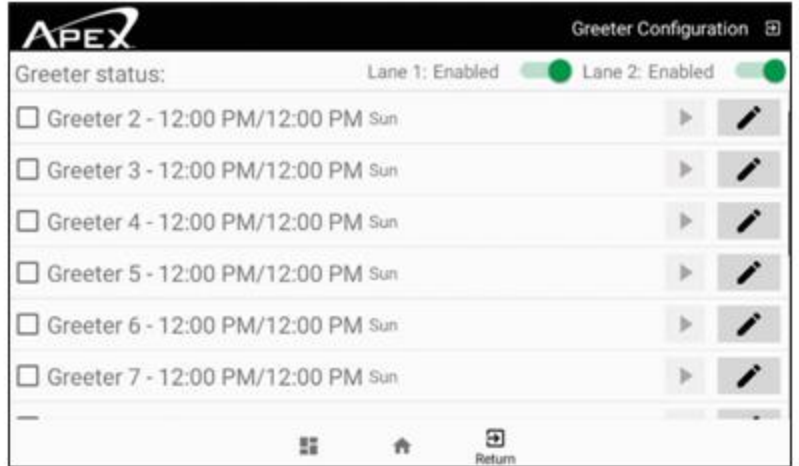 APEX
Greeter Configuration
Greeter status: Lane 1: Enabled Lane 2: Enabled
Greeter 2 - 12:00 PM/12:00 PM Sun
Greeter 3 - 12:00 PM/12:00 PM Sun
Greeter 4 - 12:00 PM/12:00 PM Sun
Greeter 5 - 12:00 PM/12:00 PM Sun
Greeter 6 - 12:00 PM/12:00 PM Sun
Greeter 7 - 12:00 PM/12:00 PM Sun
Return